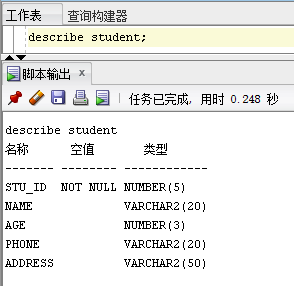 工作表 查询构建器
describe student;
脚本输出 ×
任务已完成, 用时 0.248 秒
describe student
名称 空值 类型
------- -------- ------------
STU_ID NOT NULL NUMBER(5)
NAME VARCHAR2(20)
AGE NUMBER(3)
PHONE VARCHAR2(20)
ADDRESS VARCHAR2(50)